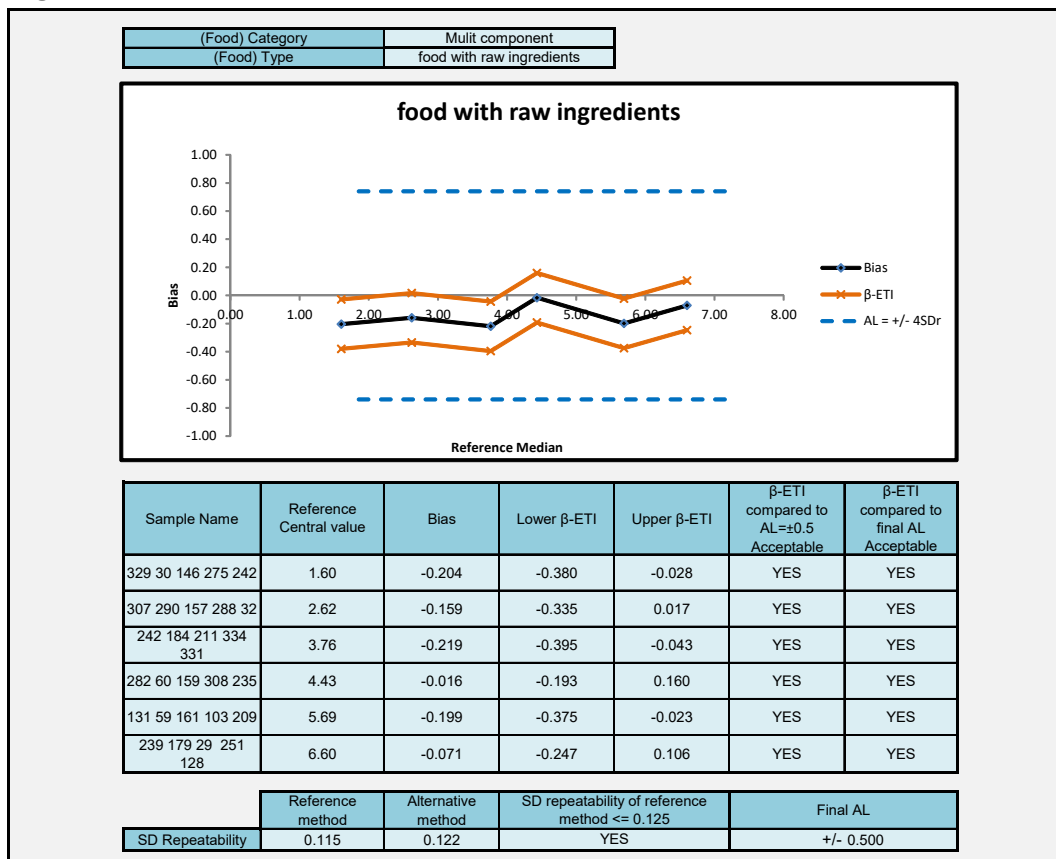 (Food) Category Mulit component
(Food) Type food with raw ingredients
food with raw ingredients
1.00
0.80
0.60
0.40
0.20
0.00
-0.20
-0.40
-0.60
-0.80
-1.00
0.00 1.00 2.00 3.00 4.00 5.00 6.00 7.00 8.00
Bias
Reference Median
Bias
β-ETI
AL = +/- 4SDr
Sample Name Reference Central value Bias Lower β-ETI Upper β-ETI β-ETI compared to AL=±0.5 Acceptable β-ETI compared to final AL Acceptable
329 30 146 275 242 1.60 -0.204 -0.380 -0.028 YES YES
307 290 157 288 32 2.62 -0.159 -0.335 0.017 YES YES
242 184 211 334 331 3.76 -0.219 -0.395 -0.043 YES YES
282 60 159 308 235 4.43 -0.016 -0.193 0.160 YES YES
131 59 161 103 209 5.69 -0.199 -0.375 -0.023 YES YES
239 179 29 251 128 6.60 -0.071 -0.247 0.106 YES YES
Reference method Alternative method SD repeatability of reference method <= 0.125 Final AL
SD Repeatability 0.115 0.122 YES +/- 0.500